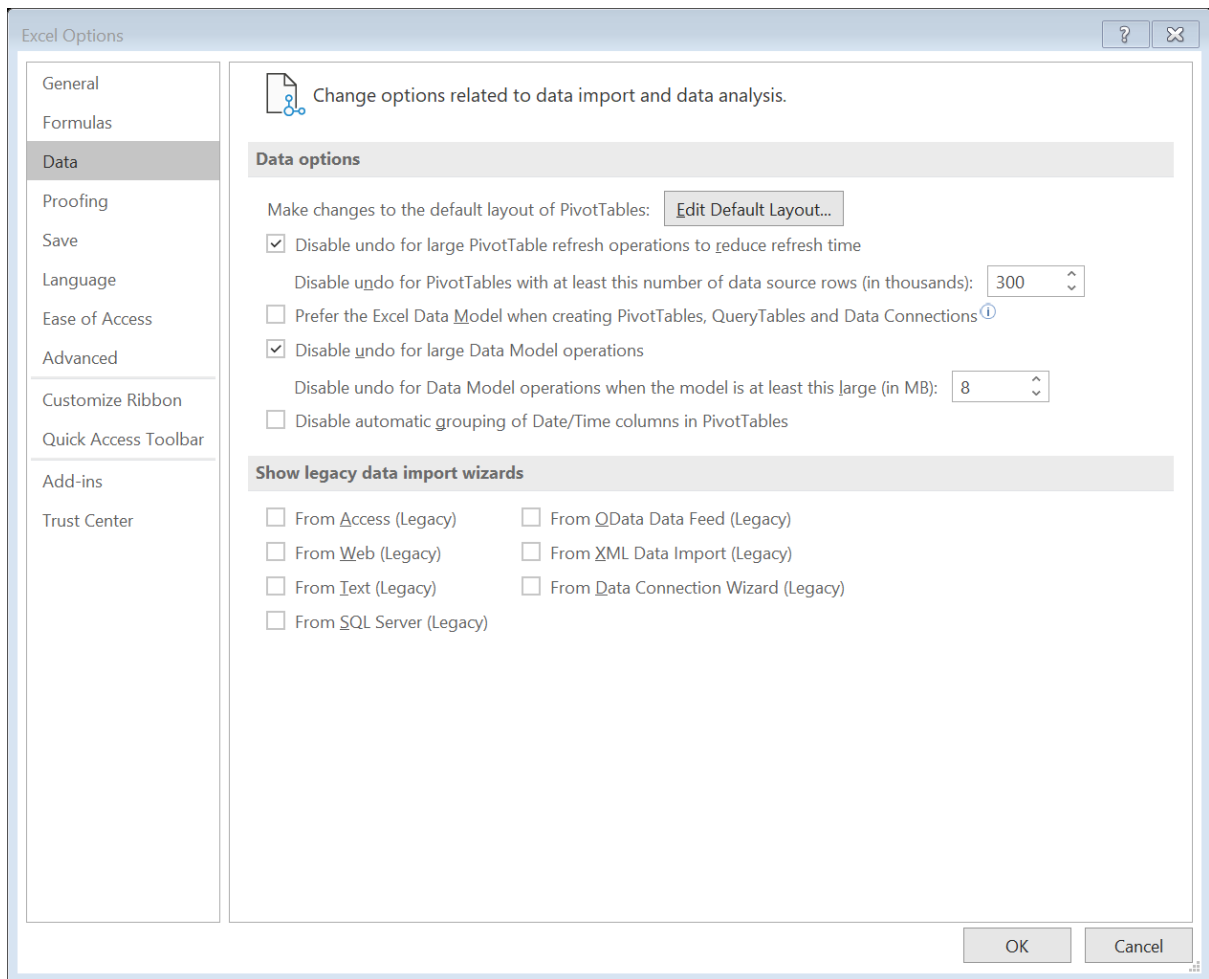 Excel Options
General
Formulas
Data
Proofing
Save
Language
Ease of Access
Advanced
Customize Ribbon
Quick Access Toolbar
Add-ins
Trust Center
Change options related to data import and data analysis.
Data options
Make changes to the default layout of PivotTables: Edit Default Layout...
Disable undo for large PivotTable refresh operations to reduce refresh time
Disable undo for PivotTables with at least this number of data source rows (in thousands): 300
Prefer the Excel Data Model when creating PivotTables, QueryTables and Data Connections
Disable undo for large Data Model operations
Disable undo for Data Model operations when the model is at least this large (in MB): 8
Disable automatic grouping of Date/Time columns in PivotTables
Show legacy data import wizards
From Access (Legacy) From OData Data Feed (Legacy)
From Web (Legacy) From XML Data Import (Legacy)
From Text (Legacy) From Data Connection Wizard (Legacy)
From SQL Server (Legacy)
OK Cancel